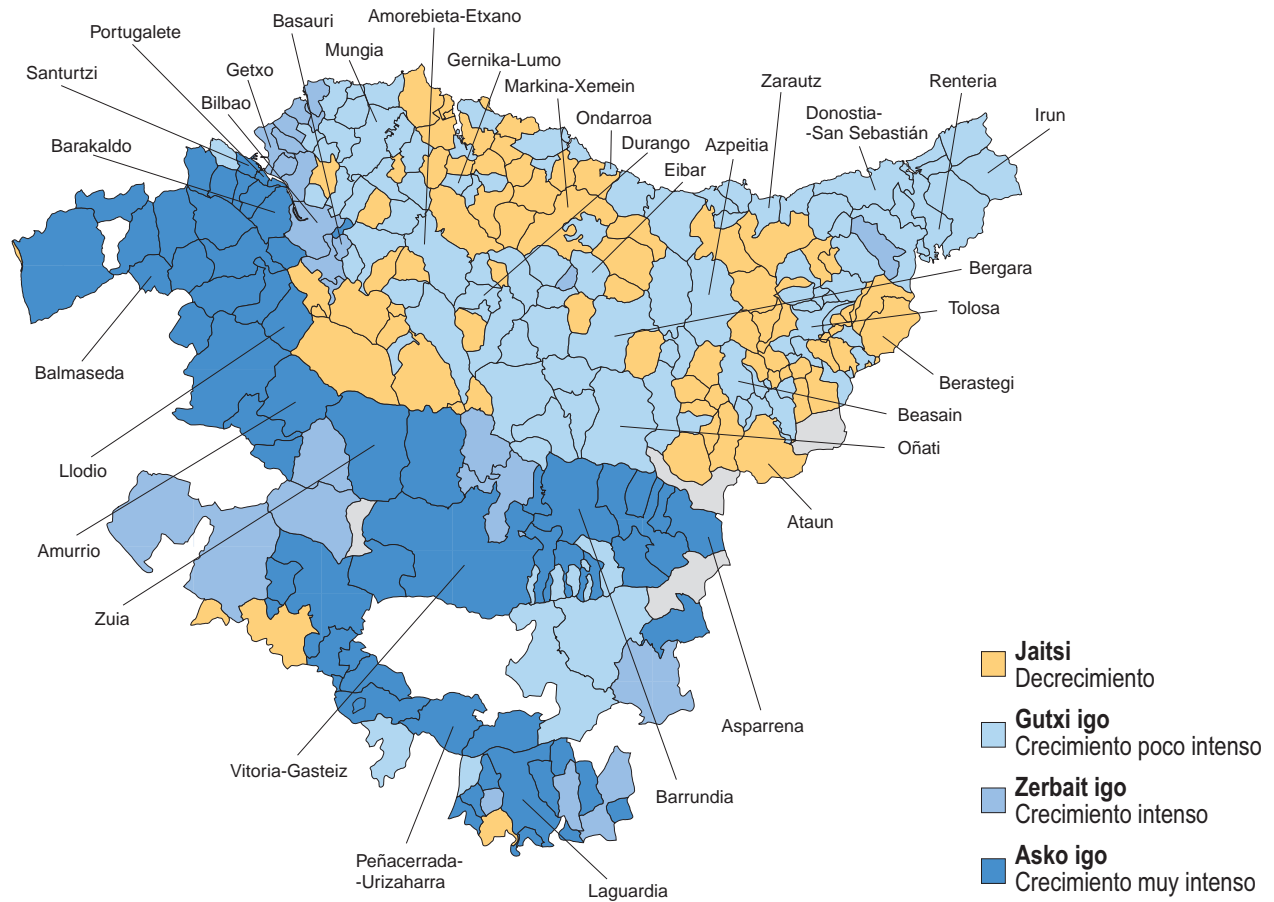 Portugalete
Basauri
Amorebieta-Etxano
Santurtzi
Getxo
Mungia
Gernika-Lumo
Bilbao
Markina-Xemein
Zarautz
Renteria
Barakaldo
Ondarroa
Donostia-
-San Sebastián
Irun
Durango
Azpeitia
Eibar
Bergara
Tolosa
Balmaseda
Berastegi
Beasain
Llodio
Oñati
Amurrio
Ataun
Zuia
Asparrena
Vitoria-Gasteiz
Barrundia
Peñacerrada-
-Urizaharra
Laguardia
Jaitsi
Decrecimiento
Gutxi igo
Crecimiento poco intenso
Zerbait igo
Crecimiento intenso
Asko igo
Crecimiento muy intenso